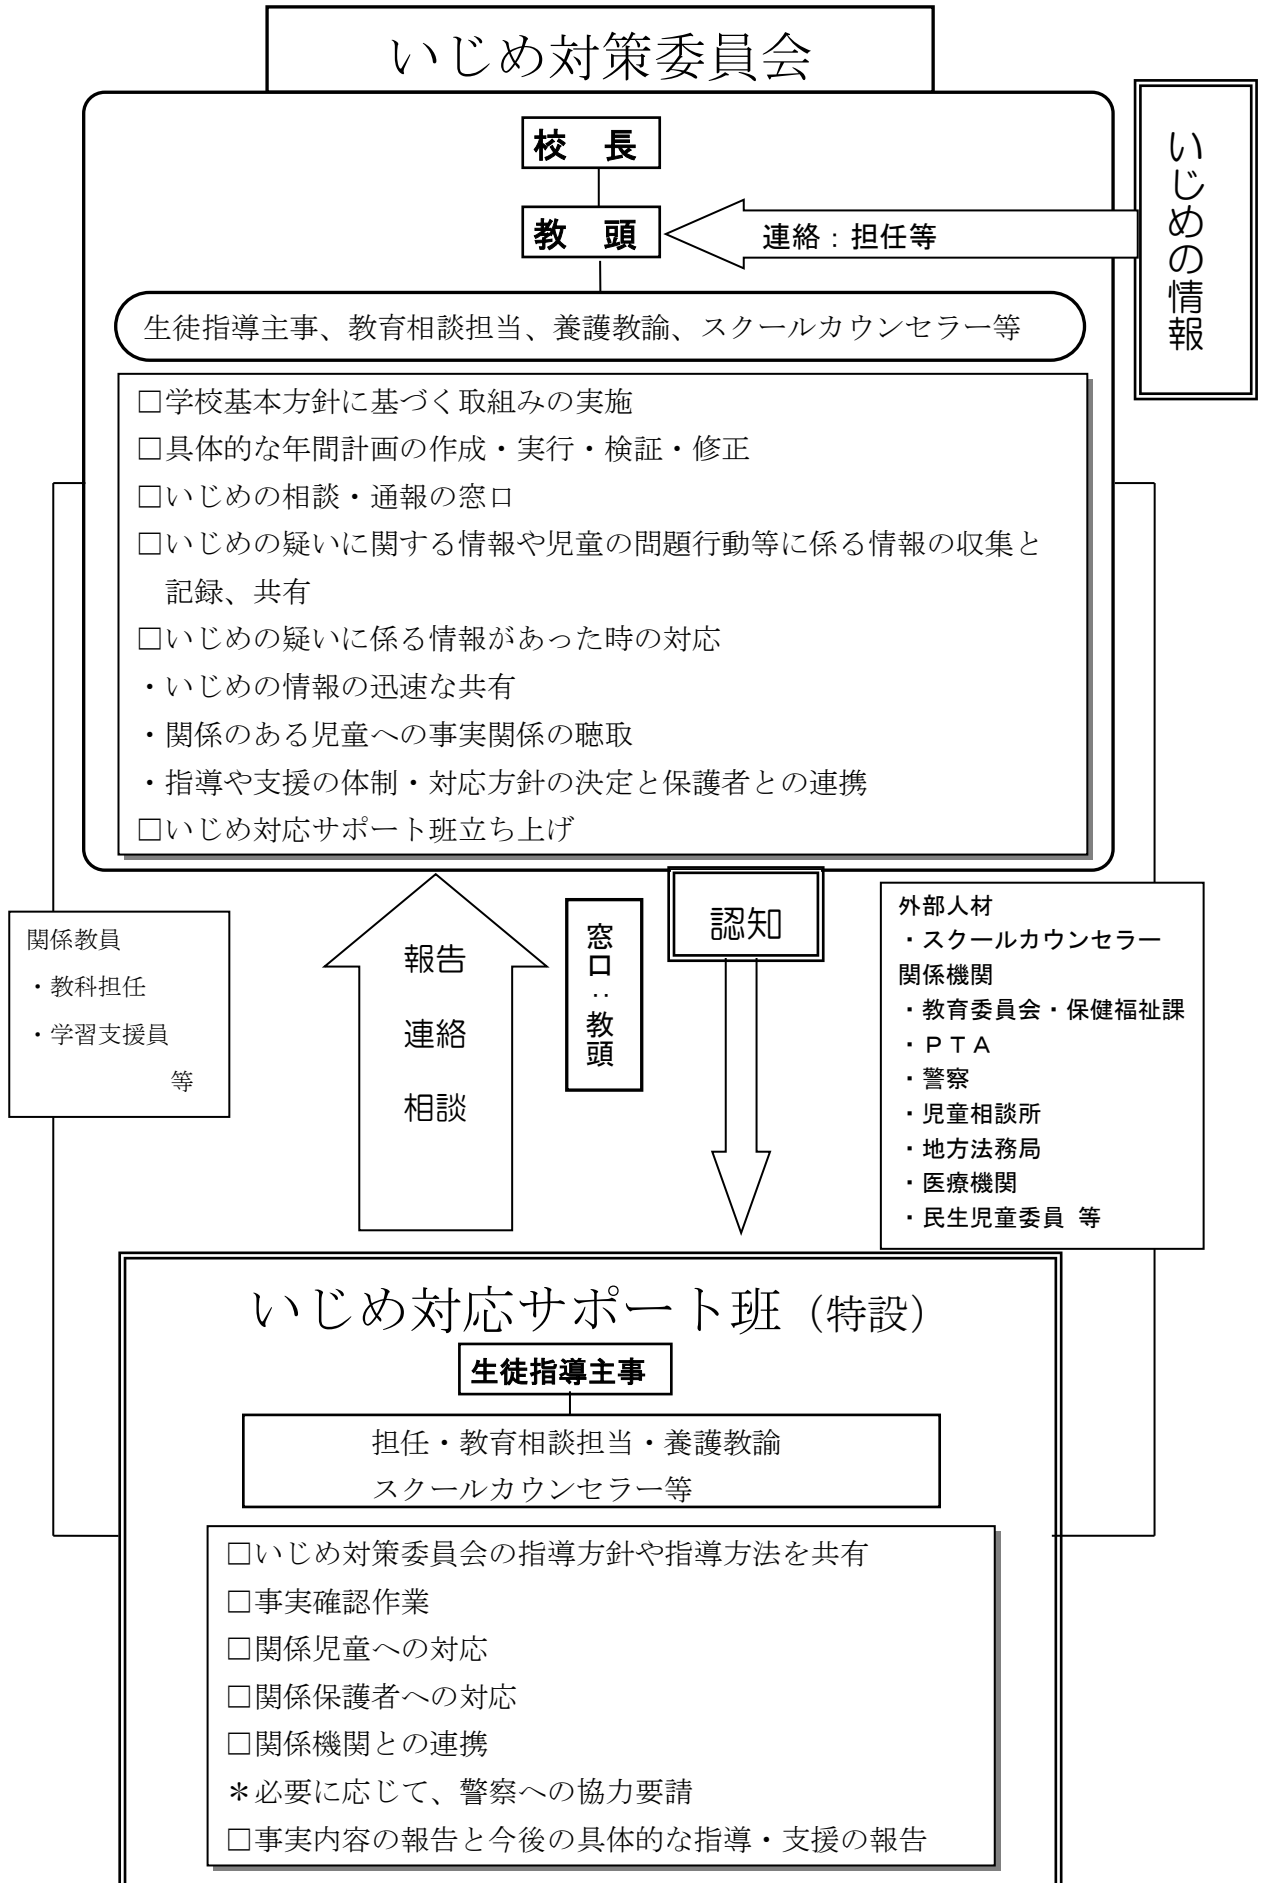 いじめ対策委員会
校　長
教　頭
連絡：担任等
いじめの情報
生徒指導主事、教育相談担当、養護教諭、スクールカウンセラー等
□学校基本方針に基づく取組みの実施
□具体的な年間計画の作成・実行・検証・修正
□いじめの相談・通報の窓口
□いじめの疑いに関する情報や児童の問題行動等に係る情報の収集と
記録、共有
□いじめの疑いに係る情報があった時の対応
・いじめの情報の迅速な共有
・関係のある児童への事実関係の聴取
・指導や支援の体制・対応方針の決定と保護者との連携
□いじめ対応サポート班立ち上げ
関係教員
・教科担任
・学習支援員
等
報告
連絡
相談
窓口：教頭
認知
外部人材
・スクールカウンセラー
関係機関
・教育委員会・保健福祉課
・ＰＴＡ
・警察
・児童相談所
・地方法務局
・医療機関
・民生児童委員 等
いじめ対応サポート班（特設）
生徒指導主事
担任・教育相談担当・養護教諭
スクールカウンセラー等
□いじめ対策委員会の指導方針や指導方法を共有
□事実確認作業
□関係児童への対応
□関係保護者への対応
□関係機関との連携
＊必要に応じて、警察への協力要請
□事実内容の報告と今後の具体的な指導・支援の報告